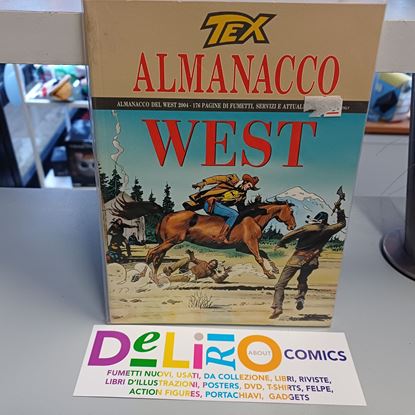 TEX
ALMANACCO
ALMANACCO DEL WEST 2004 - 176 PAGINE DI FUMETTI, SERVIZI E ATTUAL
WEST
DeLiRiO
ABOUT
COMICS
FUMETTI NUOVI, USATI, DA COLLEZIONE, LIBRI, RIVISTE,
LIBRI D'ILLUSTRAZIONI, POSTERS, DVD, T-SHIRTS, FELPE,
ACTION FIGURES, PORTACHIAVI, GADGETS